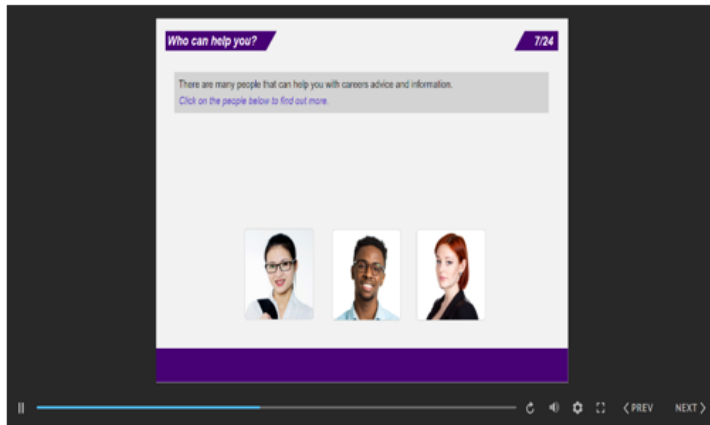 Who can help you?
7/24
There are many people that can help you with careers advice and information.
Click on the people below to find out more.
PREV
NEXT